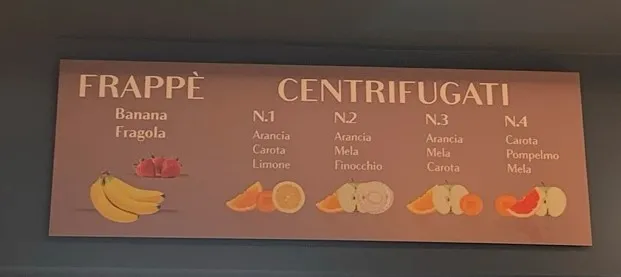 FRAPPÈ
Banana
Fragola
CENTRIFUGATI
N.1
Arancia
Carota
Limone
N.2
Arancia
Mela
Finocchio
N.3
Arancia
Mela
Carota
N.4
Carota
Pompelmo
Mela